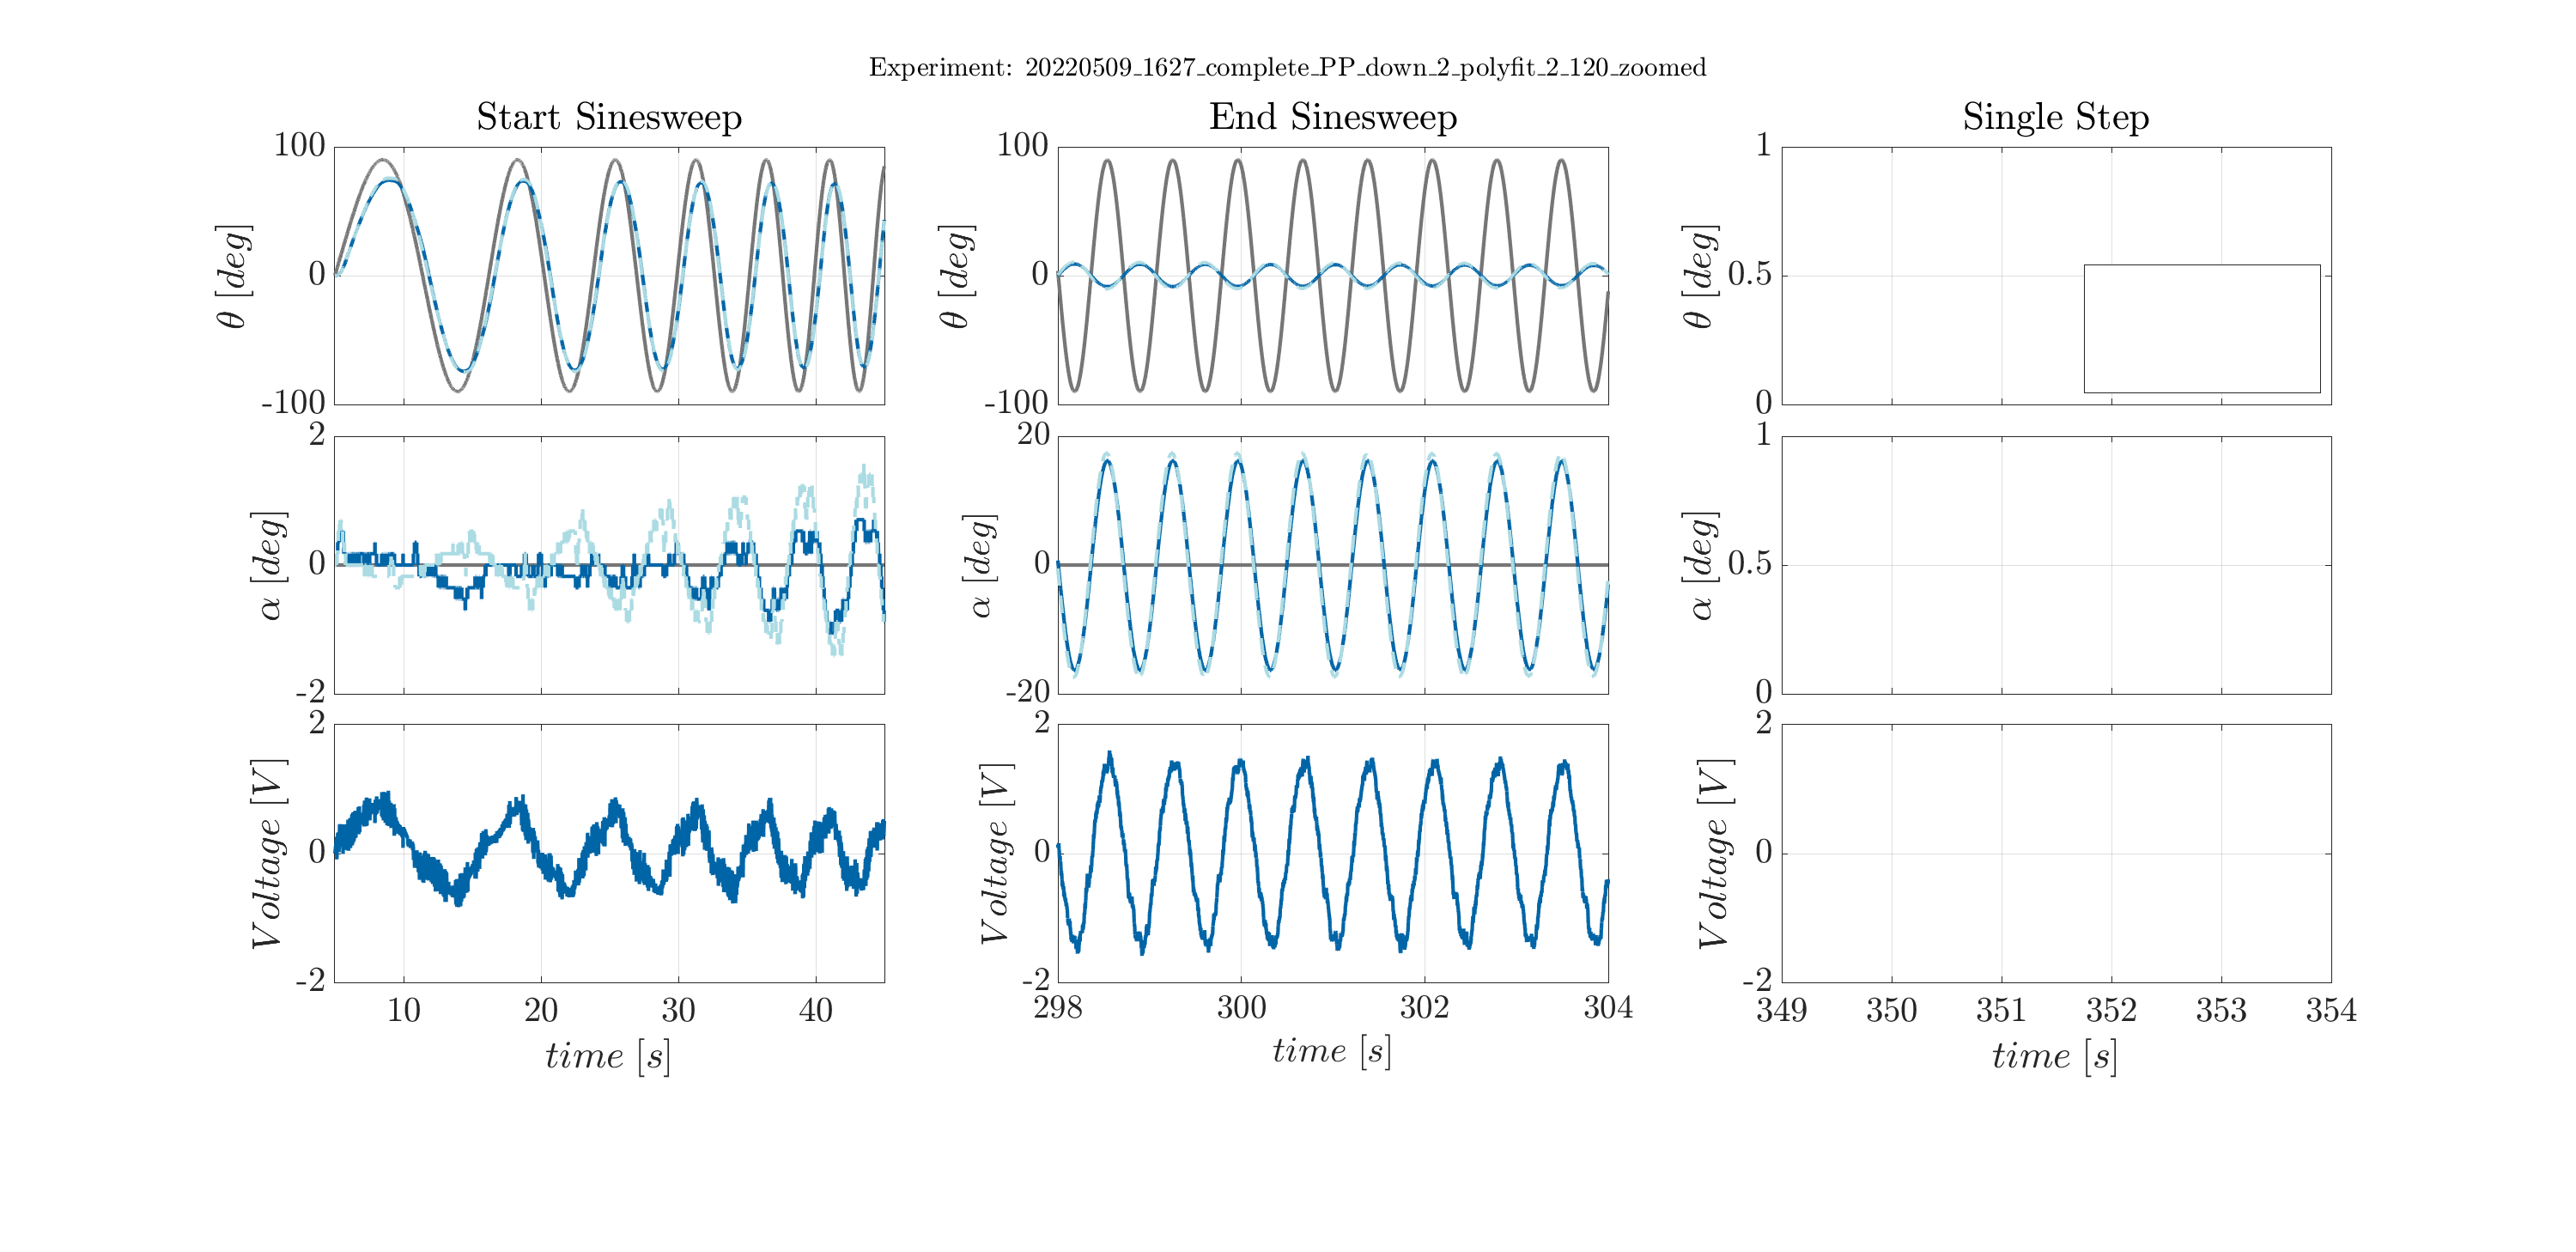 Experiment: 20220509_1627_complete_PP_down_2_polyfit_2_120_zoomed
Start Sinesweep
End Sinesweep
Single Step
100
0
-100
θ [deg]
100
0
-100
θ [deg]
1
0.5
0
θ [deg]
2
0
-2
α [deg]
20
0
-20
α [deg]
1
0.5
0
α [deg]
2
0
-2
Voltage [V]
10 20 30 40
time [s]
2
0
-2
Voltage [V]
298 300 302 304
time [s]
2
0
-2
Voltage [V]
349 350 351 352 353 354
time [s]